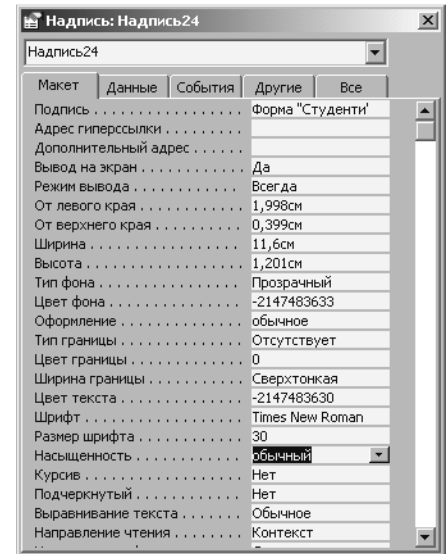 Надпись: Надпись24
Надпись24
Макет Данные События Другие Все
Подпись . . . . . . . . . . . . . . . . . Форма "Студенти"
Адрес гиперссылки . . . . . . . . . .
Дополнительный адрес . . . . . .
Вывод на экран . . . . . . . . . . . . . Да
Режим вывода . . . . . . . . . . . . . Всегда
От левого края . . . . . . . . . . . . . 1,998см
От верхнего края . . . . . . . . . . . 0,399см
Ширина . . . . . . . . . . . . . . . . . . 11,6см
Высота . . . . . . . . . . . . . . . . . . . 1,201см
Тип фона . . . . . . . . . . . . . . . . . Прозрачный
Цвет фона . . . . . . . . . . . . . . . . -2147483633
Оформление . . . . . . . . . . . . . . . обычное
Тип границы . . . . . . . . . . . . . . . Отсутствует
Цвет границы . . . . . . . . . . . . . . 0
Ширина границы . . . . . . . . . . . . Сверхтонкая
Цвет текста . . . . . . . . . . . . . . . -2147483630
Шрифт . . . . . . . . . . . . . . . . . . . Times New Roman
Размер шрифта . . . . . . . . . . . . . 30
Насыщенность . . . . . . . . . . . . . обычный
Курсив . . . . . . . . . . . . . . . . . . . Нет
Подчеркнутый . . . . . . . . . . . . . Нет
Выравнивание текста . . . . . . . Обычное
Направление чтения . . . . . . . . Контекст